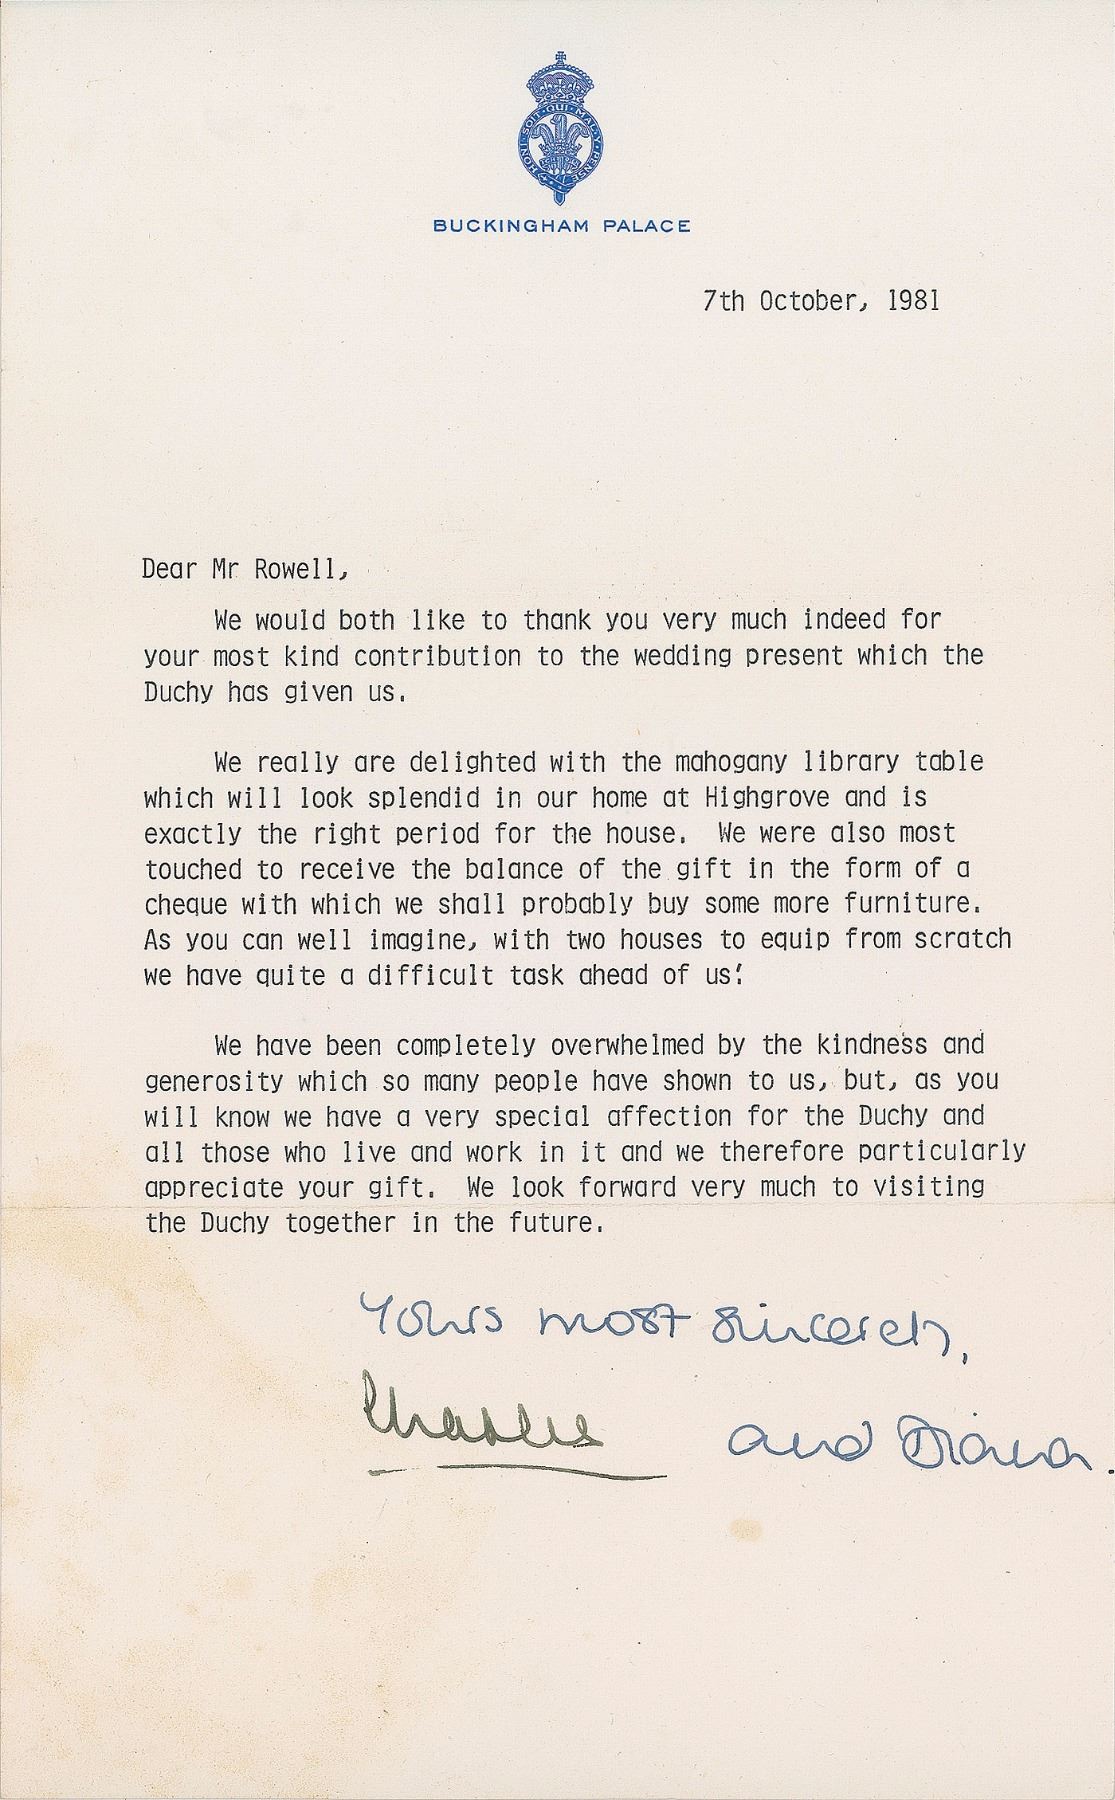 HONI·SOIT·QUI·MAL·Y·PENSE
BUCKINGHAM PALACE
7th October, 1981
Dear Mr Rowell,
We would both like to thank you very much indeed for
your most kind contribution to the wedding present which the
Duchy has given us.
We really are delighted with the mahogany library table
which will look splendid in our home at Highgrove and is
exactly the right period for the house. We were also most
touched to receive the balance of the gift in the form of a
cheque with which we shall probably buy some more furniture.
As you can well imagine, with two houses to equip from scratch
we have quite a difficult task ahead of us!
We have been completely overwhelmed by the kindness and
generosity which so many people have shown to us, but, as you
will know we have a very special affection for the Duchy and
all those who live and work in it and we therefore particularly
appreciate your gift. We look forward very much to visiting
the Duchy together in the future.
Yours most sincerely,
Charles and Diana.